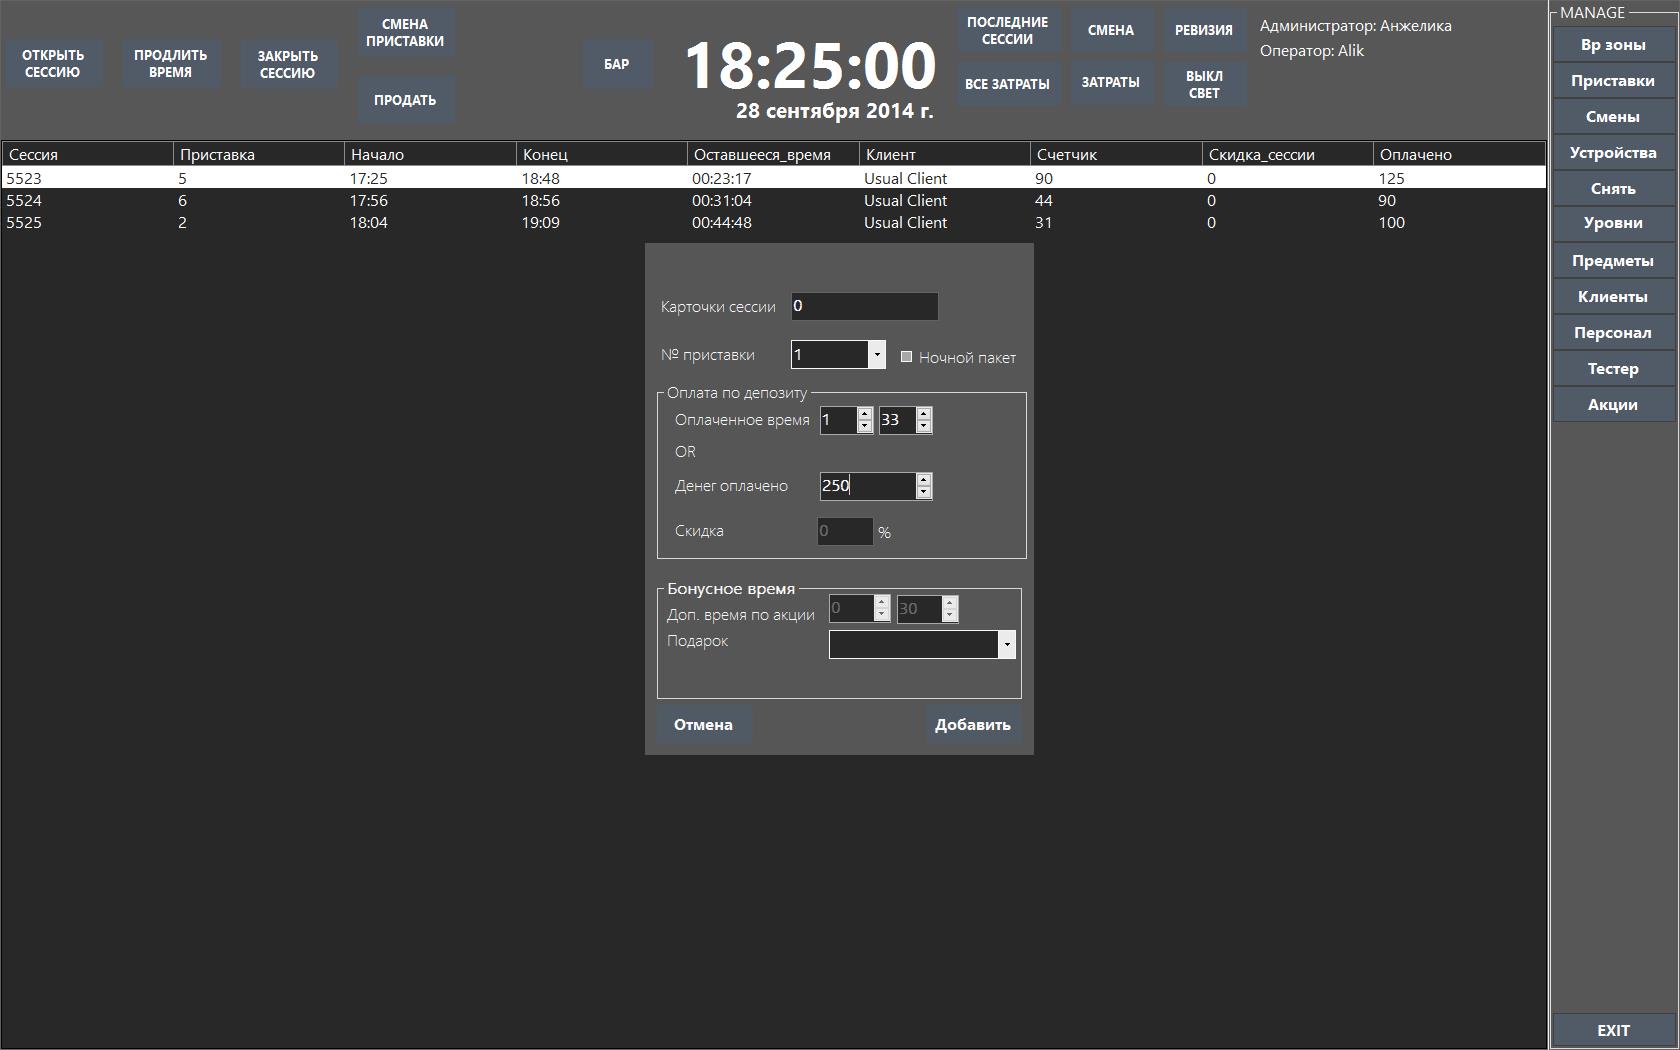 ОТКРЫТЬ
СЕССИЮ
ПРОДЛИТЬ
ВРЕМЯ
ЗАКРЫТЬ
СЕССИЮ
СМЕНА
ПРИСТАВКИ
ПРОДАТЬ
БАР
18:25:00
28 сентября 2014 г.
ПОСЛЕДНИЕ
СЕССИИ
СМЕНА
РЕВИЗИЯ
ВСЕ ЗАТРАТЫ
ЗАТРАТЫ
ВЫКЛ
СВЕТ
Администратор: Анжелика
Оператор: Alik
Сессия Приставка Начало Конец Оставшееся_время Клиент Счетчик Скидка_сессии Оплачено
5523 5 17:25 18:48 00:23:17 Usual Client 90 0 125
5524 6 17:56 18:56 00:31:04 Usual Client 44 0 90
5525 2 18:04 19:09 00:44:48 Usual Client 31 0 100
Карточки сессии 0
№ приставки 1 Ночной пакет
Оплата по депозиту
Оплаченное время 1 33
OR
Денег оплачено 250
Скидка 0 %
Бонусное время
Доп. время по акции 0 30
Подарок
Отмена Добавить
MANAGE
Вр зоны
Приставки
Смены
Устройства
Снять
Уровни
Предметы
Клиенты
Персонал
Тестер
Акции
EXIT